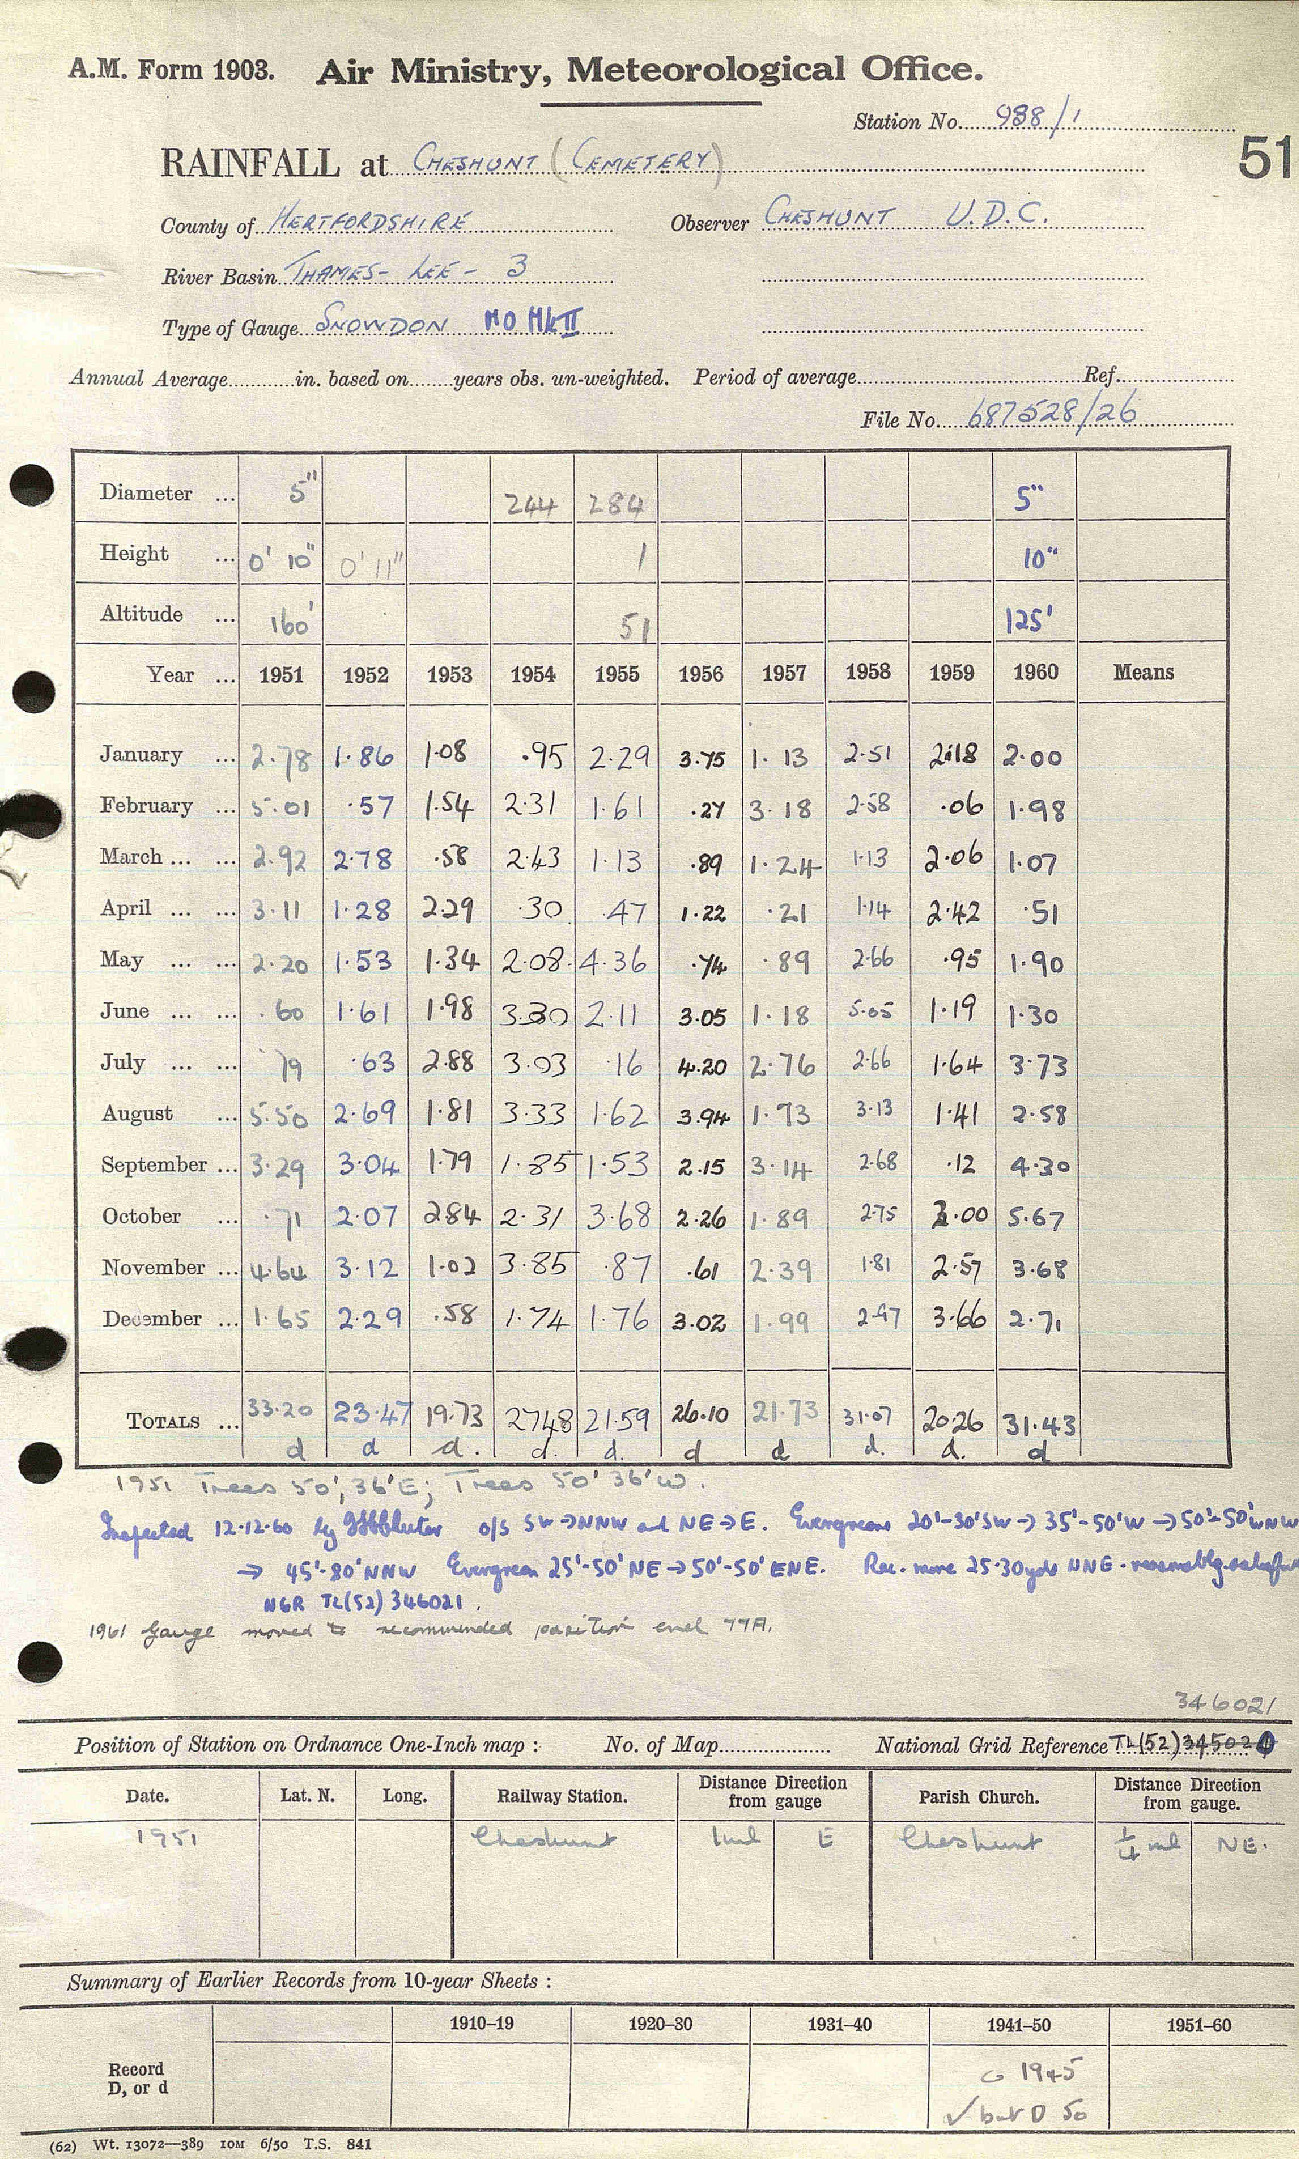 A.M. Form 1903. Air Ministry, Meteorological Office.
Station No. 988/1
51
RAINFALL at CHESHUNT (CEMETERY)
County of HERTFORDSHIRE Observer CHESHUNT U.D.C.
River Basin THAMES - LEE - 3
Type of Gauge SNOWDON MO MkII
Annual Average in. based on years obs. un-weighted. Period of average Ref.
File No. 687528/26
Diameter ... 5" 244 284 5"
Height ... 0' 10" 0' 11" 1 10"
Altitude ... 160' 51 125'
Year ... 1951 1952 1953 1954 1955 1956 1957 1958 1959 1960 Means
January ... 2.78 1.86 1.08 .95 2.29 3.75 1.13 2.51 2.18 2.00
February ... 5.01 .57 1.54 2.31 1.61 .27 3.18 2.58 .06 1.98
March ... ... 2.92 2.78 .58 2.43 1.13 .89 1.24 1.13 2.06 1.07
April ... ... 3.11 1.28 2.29 .30 .47 1.22 .21 1.14 2.42 .51
May ... ... 2.20 1.53 1.34 2.08 4.36 .74 .89 2.66 .95 1.90
June ... ... .60 1.61 1.98 3.30 2.11 3.05 1.18 5.05 1.19 1.30
July ... ... .79 .63 2.88 3.03 .16 4.20 2.76 2.66 1.64 3.73
August ... 5.50 2.69 1.81 3.33 1.62 3.94 1.73 3.13 1.41 2.58
September ... 3.29 3.04 1.79 1.85 1.53 2.15 3.14 2.68 .12 4.30
October ... .71 2.07 2.84 2.31 3.68 2.26 1.89 2.75 2.00 5.67
November ... 4.64 3.12 1.02 3.85 .87 .61 2.39 1.81 2.57 3.68
December ... 1.65 2.29 .58 1.74 1.76 3.02 1.99 2.97 3.66 2.71
TOTALS ... 33.20 23.47 19.73 27.48 21.59 26.10 21.73 31.07 20.26 31.43
d d d. d. d. d d d. d. d
1951 Trees 50', 36'E; Trees 50' 36'W.
Inspected 12.12.60 by o/s SW→NNW and NE→E. Evergreens 20'-30'SW → 35'-50'W → 50'-50'WNW
→ 45'-80'NNW Evergreen 25'-50'NE → 50'-50'ENE. Rec. move 25-30yds NNE.
NGR TL(52)346021.
1961 Gauge moved to recommended position
346021
Position of Station on Ordnance One-Inch map : No. of Map National Grid Reference TL(52)345020
Date. Lat. N. Long. Railway Station. Distance Direction from gauge Parish Church. Distance Direction from gauge.
1951 Cheshunt 1ml E Cheshunt ¼ ml NE.
Summary of Earlier Records from 10-year Sheets :
1910-19 1920-30 1931-40 1941-50 1951-60
Record
D, or d
1945
✓ but D 50
(62) Wt. 13072—389 10M 6/50 T.S. 841